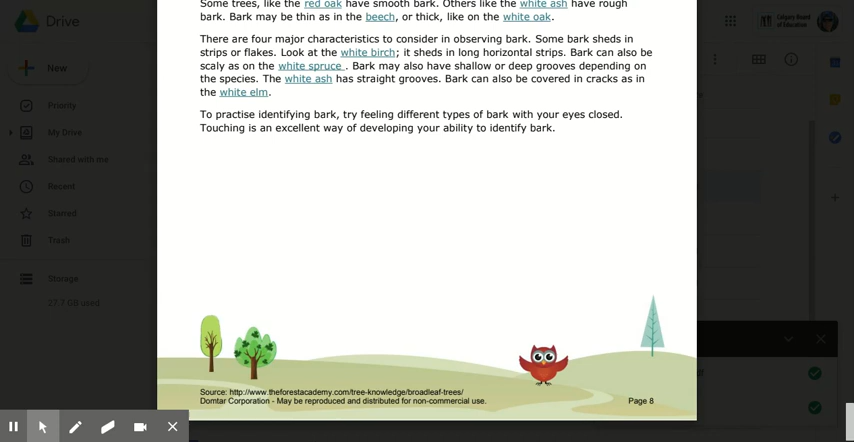 Some trees, like the red oak have smooth bark. Others like the white ash have rough
bark. Bark may be thin as in the beech, or thick, like on the white oak.
There are four major characteristics to consider in observing bark. Some bark sheds in
strips or flakes. Look at the white birch; it sheds in long horizontal strips. Bark can also be
scaly as on the white spruce . Bark may also have shallow or deep grooves depending on
the species. The white ash has straight grooves. Bark can also be covered in cracks as in
the white elm.
To practise identifying bark, try feeling different types of bark with your eyes closed.
Touching is an excellent way of developing your ability to identify bark.
Source: http://www.theforestacademy.com/tree-knowledge/broadleaf-trees/
Domtar Corporation - May be reproduced and distributed for non-commercial use.
Page 8
Drive
New
Priority
My Drive
Shared with me
Recent
Starred
Trash
Storage
27.7 GB used
Calgary Board
of Education